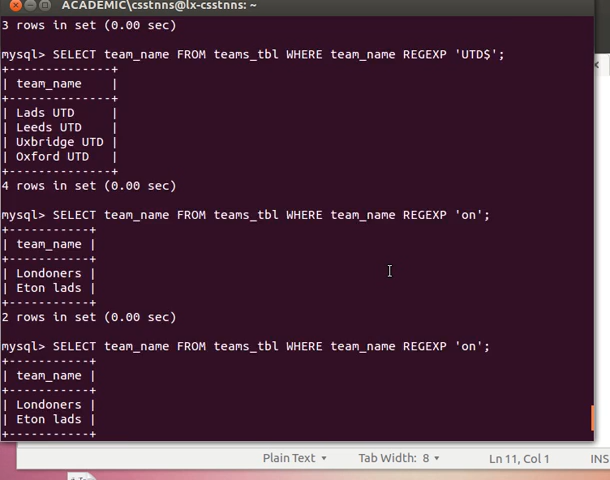 ACADEMIC\csstnns@lx-csstnns: ~
3 rows in set (0.00 sec)
mysql> SELECT team_name FROM teams_tbl WHERE team_name REGEXP 'UTD$';
+--------------+
| team_name    |
+--------------+
| Lads UTD     |
| Leeds UTD    |
| Uxbridge UTD |
| Oxford UTD   |
+--------------+
4 rows in set (0.00 sec)
mysql> SELECT team_name FROM teams_tbl WHERE team_name REGEXP 'on';
+-----------+
| team_name |
+-----------+
| Londoners |
| Eton lads |
+-----------+
2 rows in set (0.00 sec)
mysql> SELECT team_name FROM teams_tbl WHERE team_name REGEXP 'on';
+-----------+
| team_name |
+-----------+
| Londoners |
| Eton lads |
+-----------+
Plain Text Tab Width: 8 Ln 11, Col 1 INS